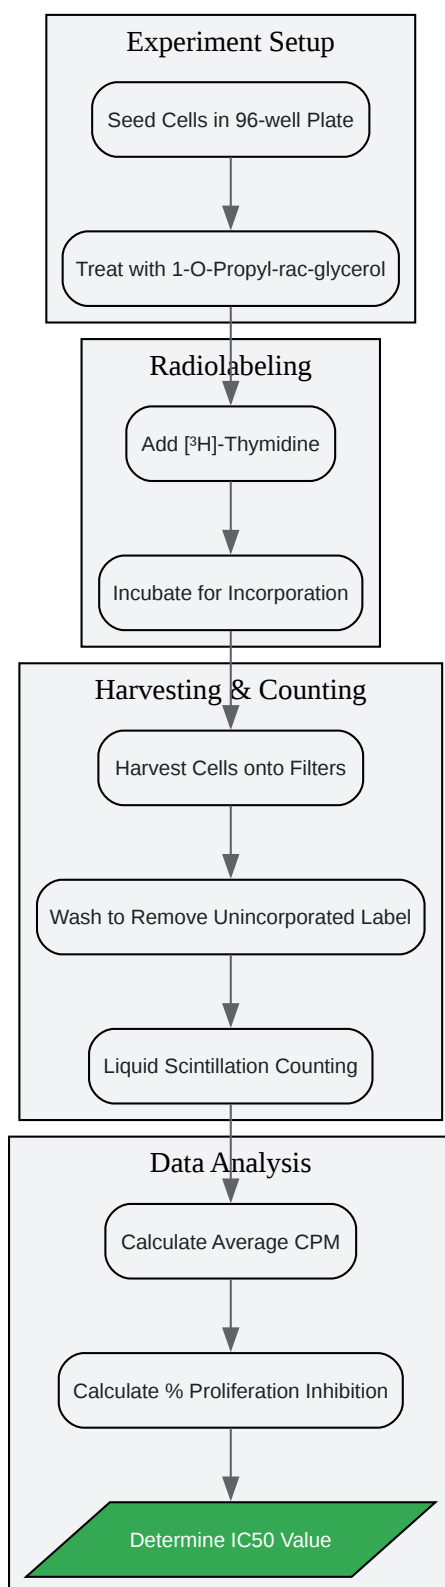 Experiment Setup
Seed Cells in 96-well Plate
Treat with 1-O-Propyl-rac-glycerol
Radiolabeling
Add [³H]-Thymidine
Incubate for Incorporation
Harvesting & Counting
Harvest Cells onto Filters
Wash to Remove Unincorporated Label
Liquid Scintillation Counting
Data Analysis
Calculate Average CPM
Calculate % Proliferation Inhibition
Determine IC50 Value